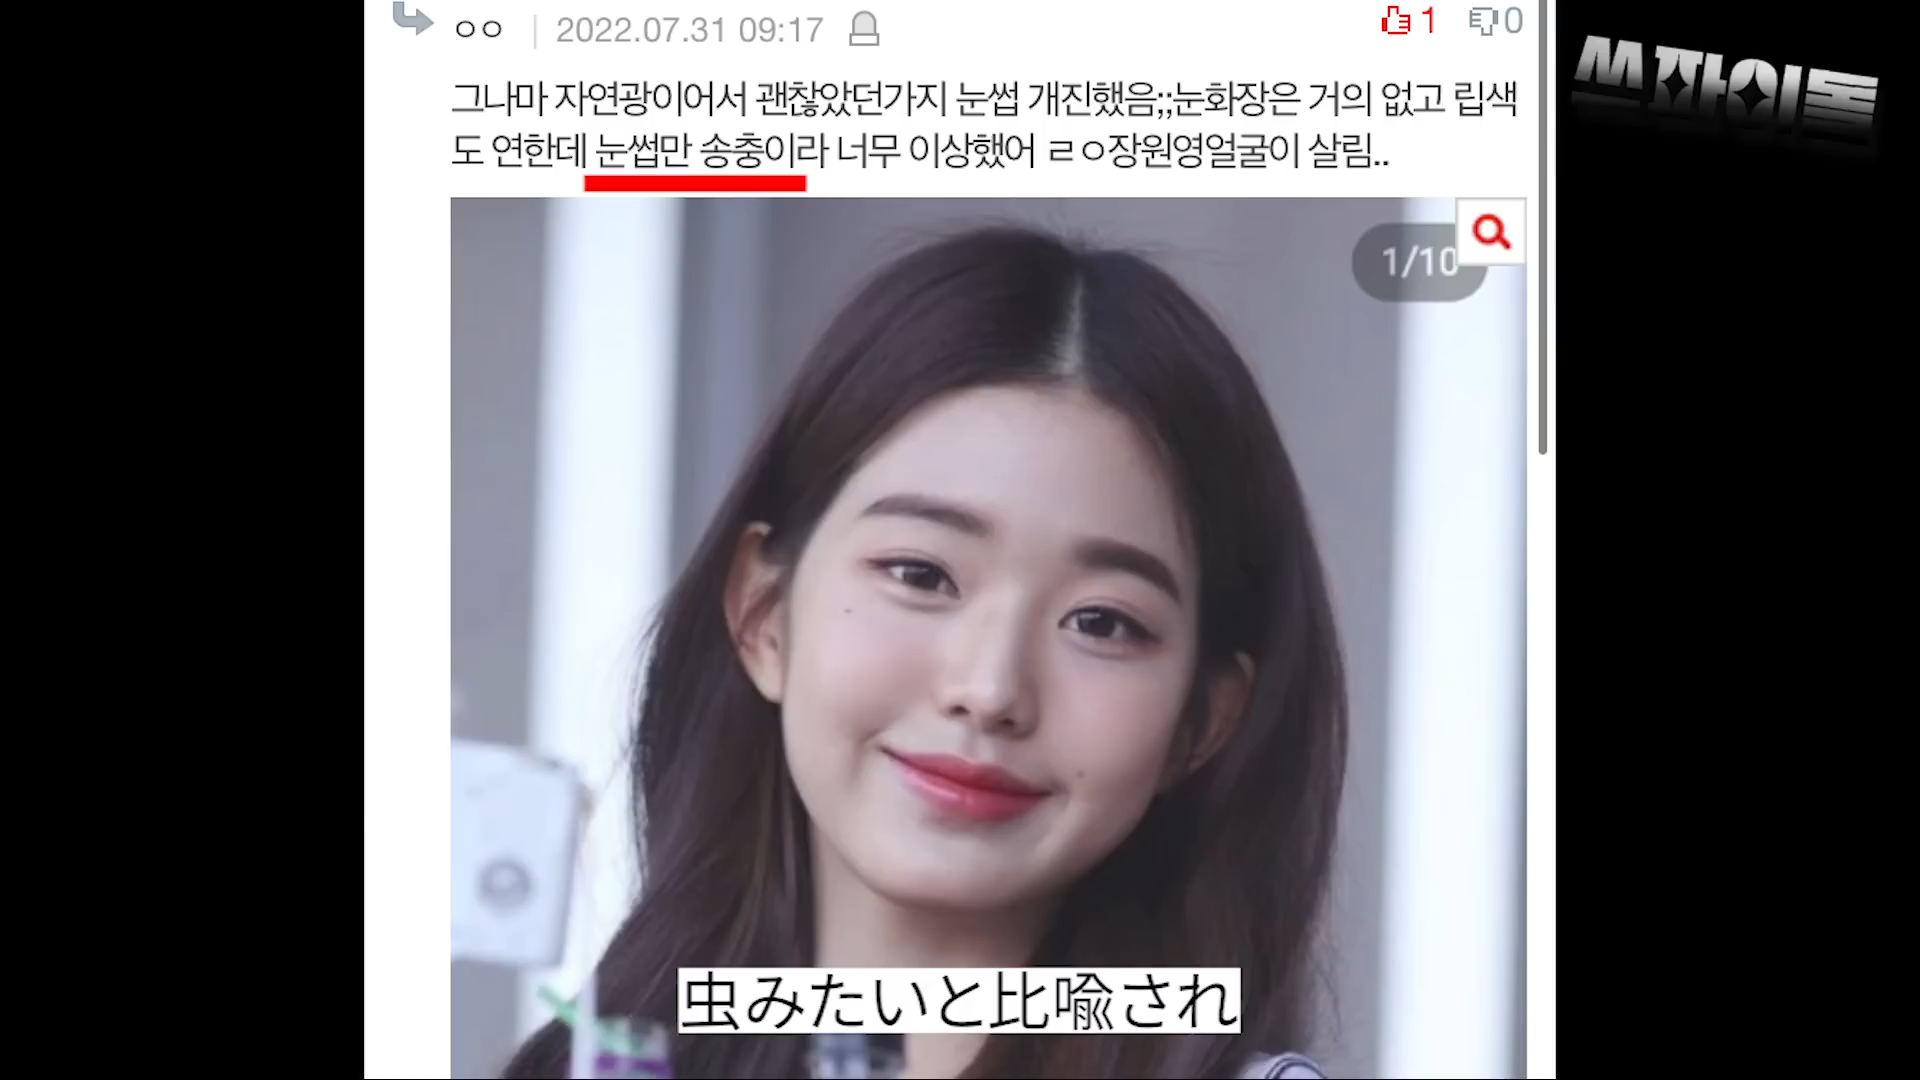 ㅇㅇ 2022.07.31 09:17 1 0
쓰짜이돌
그나마 자연광이어서 괜찮았던가지 눈썹 개진했음;;눈화장은 거의 없고 립색
도 연한데 눈썹만 송충이라 너무 이상했어 ㄹㅇ장원영얼굴이 살림..
1/10
虫みたいと比喩され